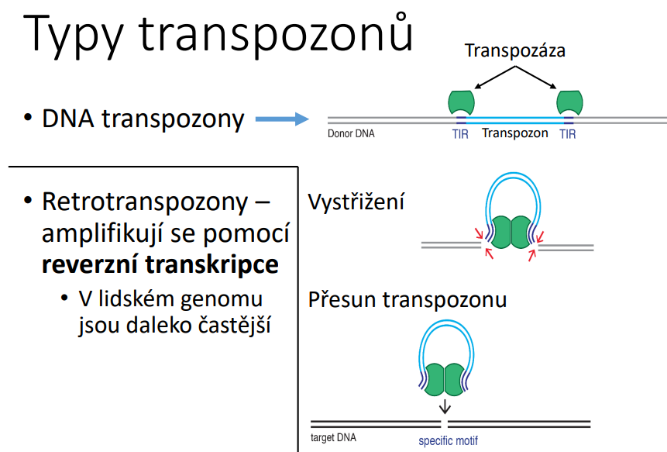 Typy transpozonů
Transpozáza
• DNA transpozony
Donor DNA
TIR
Transpozon
TIR
• Retrotranspozony –
amplifikují se pomocí
reverzní transkripce
• V lidském genomu
jsou daleko častější
Vystřižení
Přesun transpozonu
target DNA
specific motif